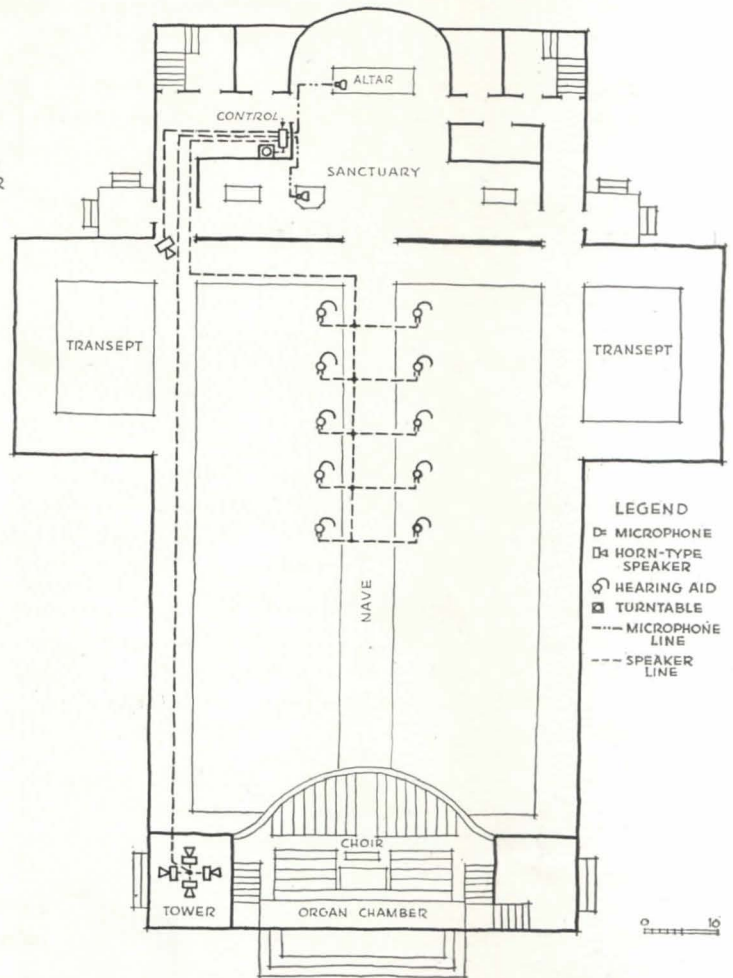 ALTAR
CONTROL
SANCTUARY
R
TRANSEPT
TRANSEPT
LEGEND
MICROPHONE
HORN-TYPE
SPEAKER
HEARING AID
TURNTABLE
MICROPHONE
LINE
SPEAKER
LINE
NAVE
CHOIR
TOWER
ORGAN CHAMBER
0 16